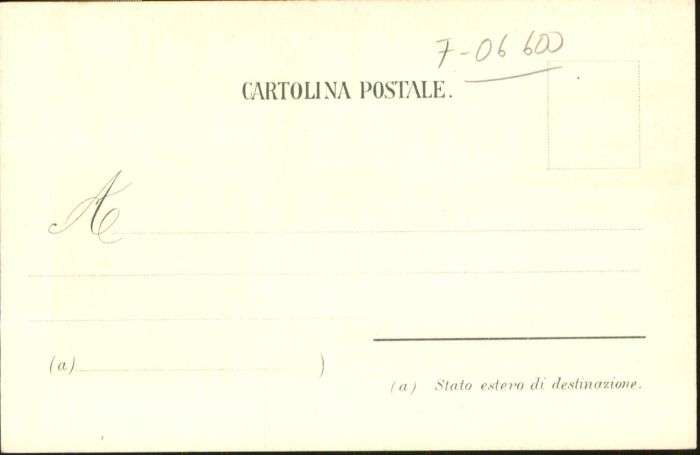 7-06 600
CARTOLINA POSTALE.
A
(a) )
(a) Stato estero di destinazione.